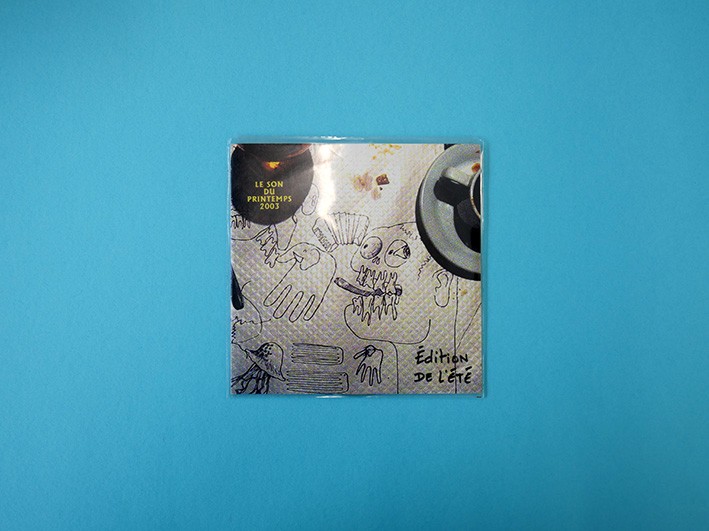 LE SON
DU
PRINTEMPS
2003
Édition
DE L'ÉTÉ